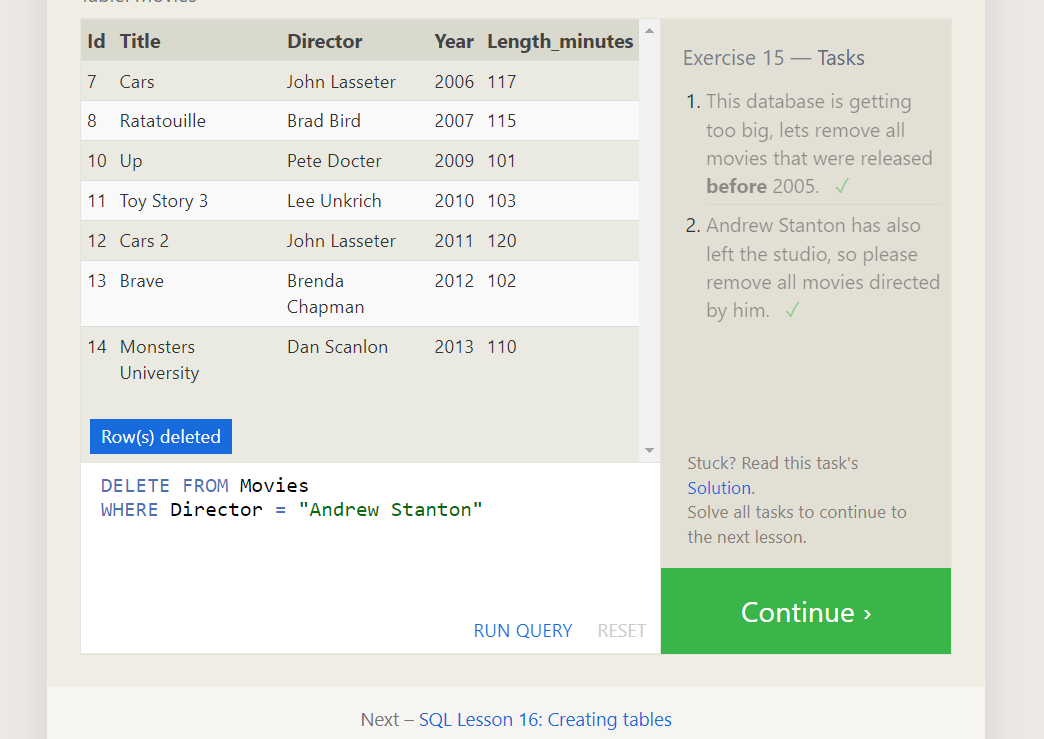 Table: Movies
Id Title Director Year Length_minutes
7 Cars John Lasseter 2006 117
8 Ratatouille Brad Bird 2007 115
10 Up Pete Docter 2009 101
11 Toy Story 3 Lee Unkrich 2010 103
12 Cars 2 John Lasseter 2011 120
13 Brave Brenda 2012 102
Chapman
14 Monsters Dan Scanlon 2013 110
University
Row(s) deleted
DELETE FROM Movies
WHERE Director = "Andrew Stanton"
RUN QUERY RESET
Exercise 15 — Tasks
1. This database is getting
too big, lets remove all
movies that were released
before 2005. ✓
2. Andrew Stanton has also
left the studio, so please
remove all movies directed
by him. ✓
Stuck? Read this task's
Solution.
Solve all tasks to continue to
the next lesson.
Continue ›
Next – SQL Lesson 16: Creating tables